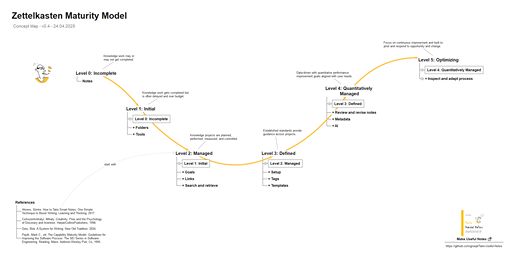 Zettelkasten Maturity Model
Concept Map - v0.4 - 24.04.2025
Focus on continuous improvement and built to
pivot and respond to opportunity and change
Level 5: Optimizing
Level 4: Quantitatively Managed
+ Inspect and adapt process
Knowledge work may or
may not get completed
Level 0: Incomplete
- Notes
Data-driven with quantitative performance
improvement goals aligned with user needs
Level 4: Quantitatively
Managed
Level 3: Defined
+ Review and revise notes
+ Metadata
+ AI
Knowledge work gets completed but
is often delayed and over budget
Level 1: Initial
Level 0: Incomplete
+ Folders
+ Tools
Knowledge projects are planned,
performed, measured, and controlled
Level 2: Managed
Level 1: Initial
+ Goals
+ Links
+ Search and retrieve
Established standards provide
guidance across projects
Level 3: Defined
Level 2: Managed
+ Setup
+ Tags
+ Templates
start with
References
Ahrens, Sönke. How to Take Smart Notes: One Simple
Technique to Boost Writing, Learning and Thinking. 2017.
Csikszentmihalyi, Mihaly. Creativity: Flow and the Psychology
of Discovery and Invention. HarperCollinsPublishers, 1996.
Doto, Bob. A System for Writing. New Old Traditions, 2024.
Paulk, Mark C., ed. The Capability Maturity Model: Guidelines
for Improving the Software Process. The SEI Series in Software
Engineering. Reading, Mass: Addison-Wesley Pub. Co, 1995.
Make Useful Notes